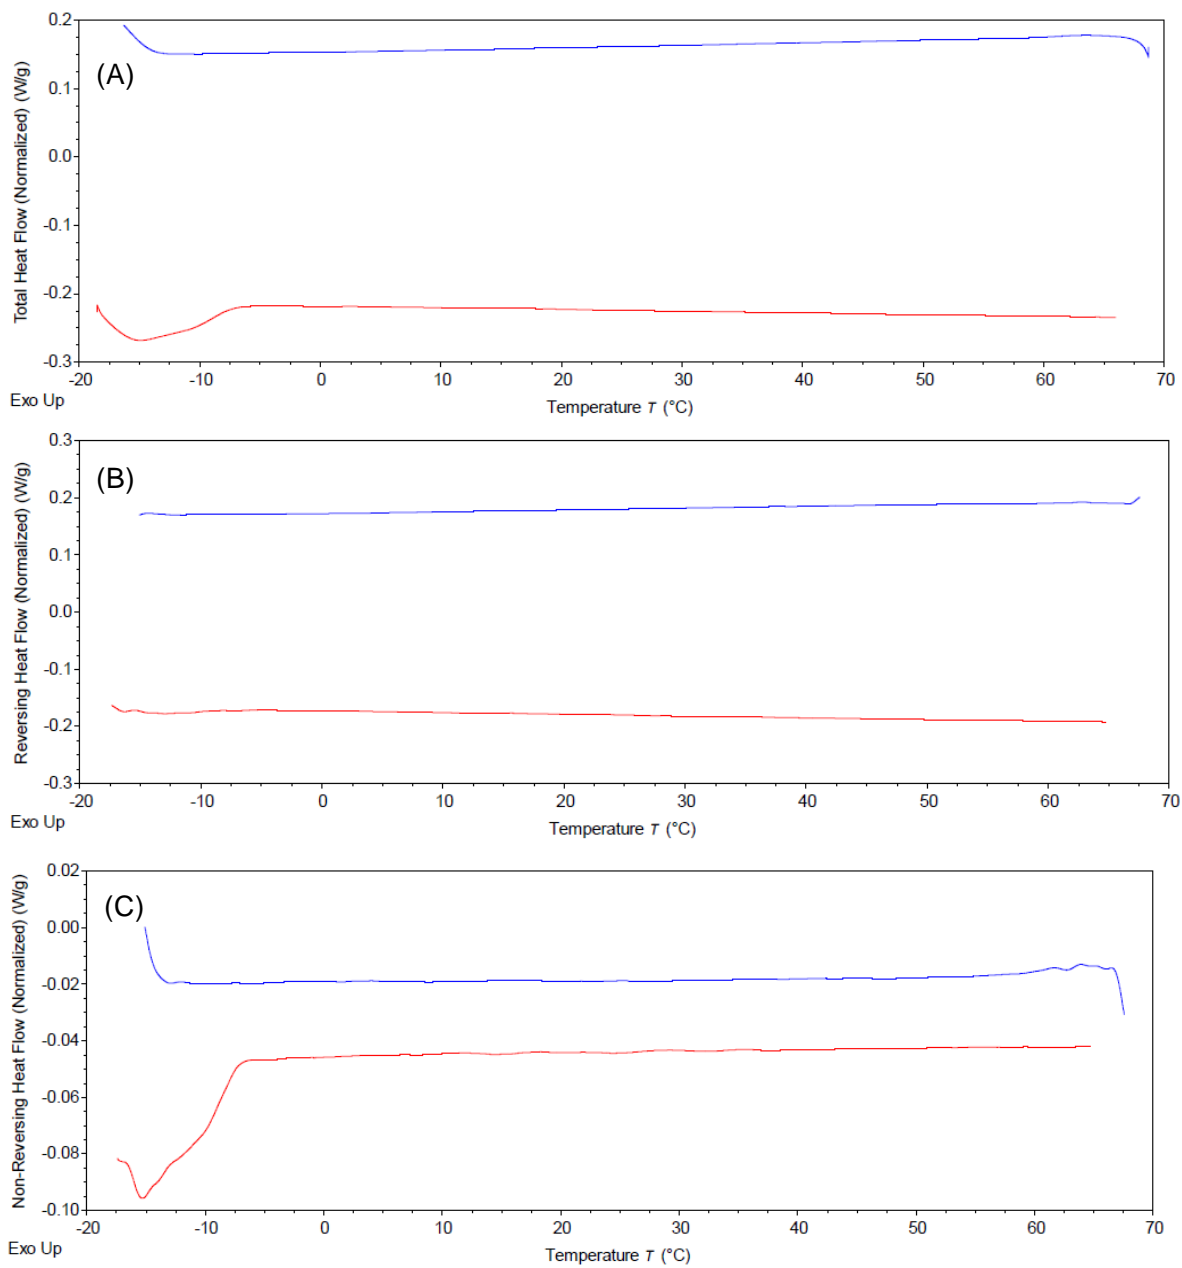 (A)
Total Heat Flow (Normalized) (W/g)
0.2
0.1
0.0
-0.1
-0.2
-0.3
-20 -10 0 10 20 30 40 50 60 70
Exo Up
Temperature T (°C)
(B)
Reversing Heat Flow (Normalized) (W/g)
0.3
0.2
0.1
0.0
-0.1
-0.2
-0.3
-20 -10 0 10 20 30 40 50 60 70
Exo Up
Temperature T (°C)
(C)
Non-Reversing Heat Flow (Normalized) (W/g)
0.02
0.00
-0.02
-0.04
-0.06
-0.08
-0.10
-20 -10 0 10 20 30 40 50 60 70
Exo Up
Temperature T (°C)